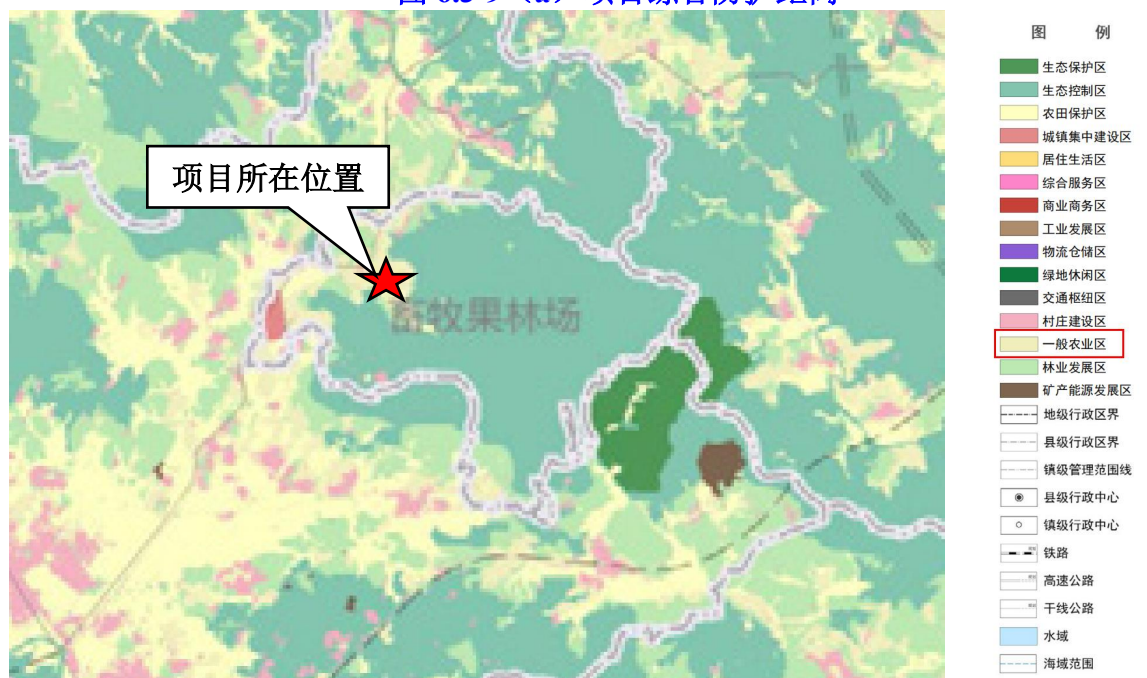 图 例
生态保护区
生态控制区
农田保护区
城镇集中建设区
居住生活区
综合服务区
商业商务区
工业发展区
物流仓储区
绿地休闲区
交通枢纽区
村庄建设区
一般农业区
林业发展区
矿产能源发展区
地级行政区界
县级行政区界
镇级管理范围线
县级行政中心
镇级行政中心
铁路
高速公路
干线公路
水域
海域范围
项目所在位置
畜牧果林场